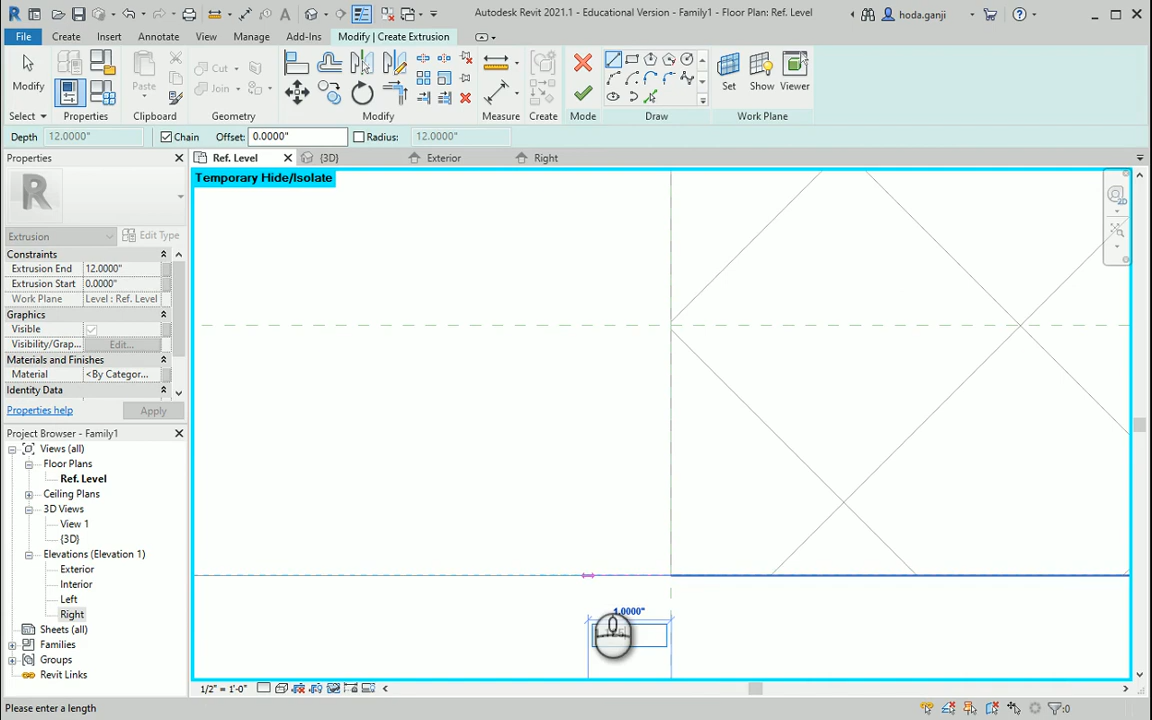 Autodesk Revit 2021.1 - Educational Version - Family1 - Floor Plan: Ref. Level
hoda.ganji
File Create Insert Annotate View Manage Add-Ins Modify | Create Extrusion
Modify
Paste
Cut
Join
Create
Set Show Viewer
Select Properties Clipboard Geometry Modify Measure Create Mode Draw Work Plane
Depth 12.0000" Chain Offset: 0.0000" Radius: 12.0000"
Properties
Ref. Level {3D} Exterior Right
Temporary Hide/Isolate
R
2D
Extrusion Edit Type
Constraints
Extrusion End 12.0000"
Extrusion Start 0.0000"
Work Plane Level : Ref. Level
Graphics
Visible
Visibility/Grap... Edit...
Materials and Finishes
Material <By Categor...
Identity Data
Properties help Apply
Project Browser - Family1
Views (all)
Floor Plans
Ref. Level
Ceiling Plans
3D Views
View 1
{3D}
Elevations (Elevation 1)
Exterior
Interior
Left
Right
Sheets (all)
Families
Groups
Revit Links
1.0000"
1/2" = 1'-0"
Please enter a length
:0